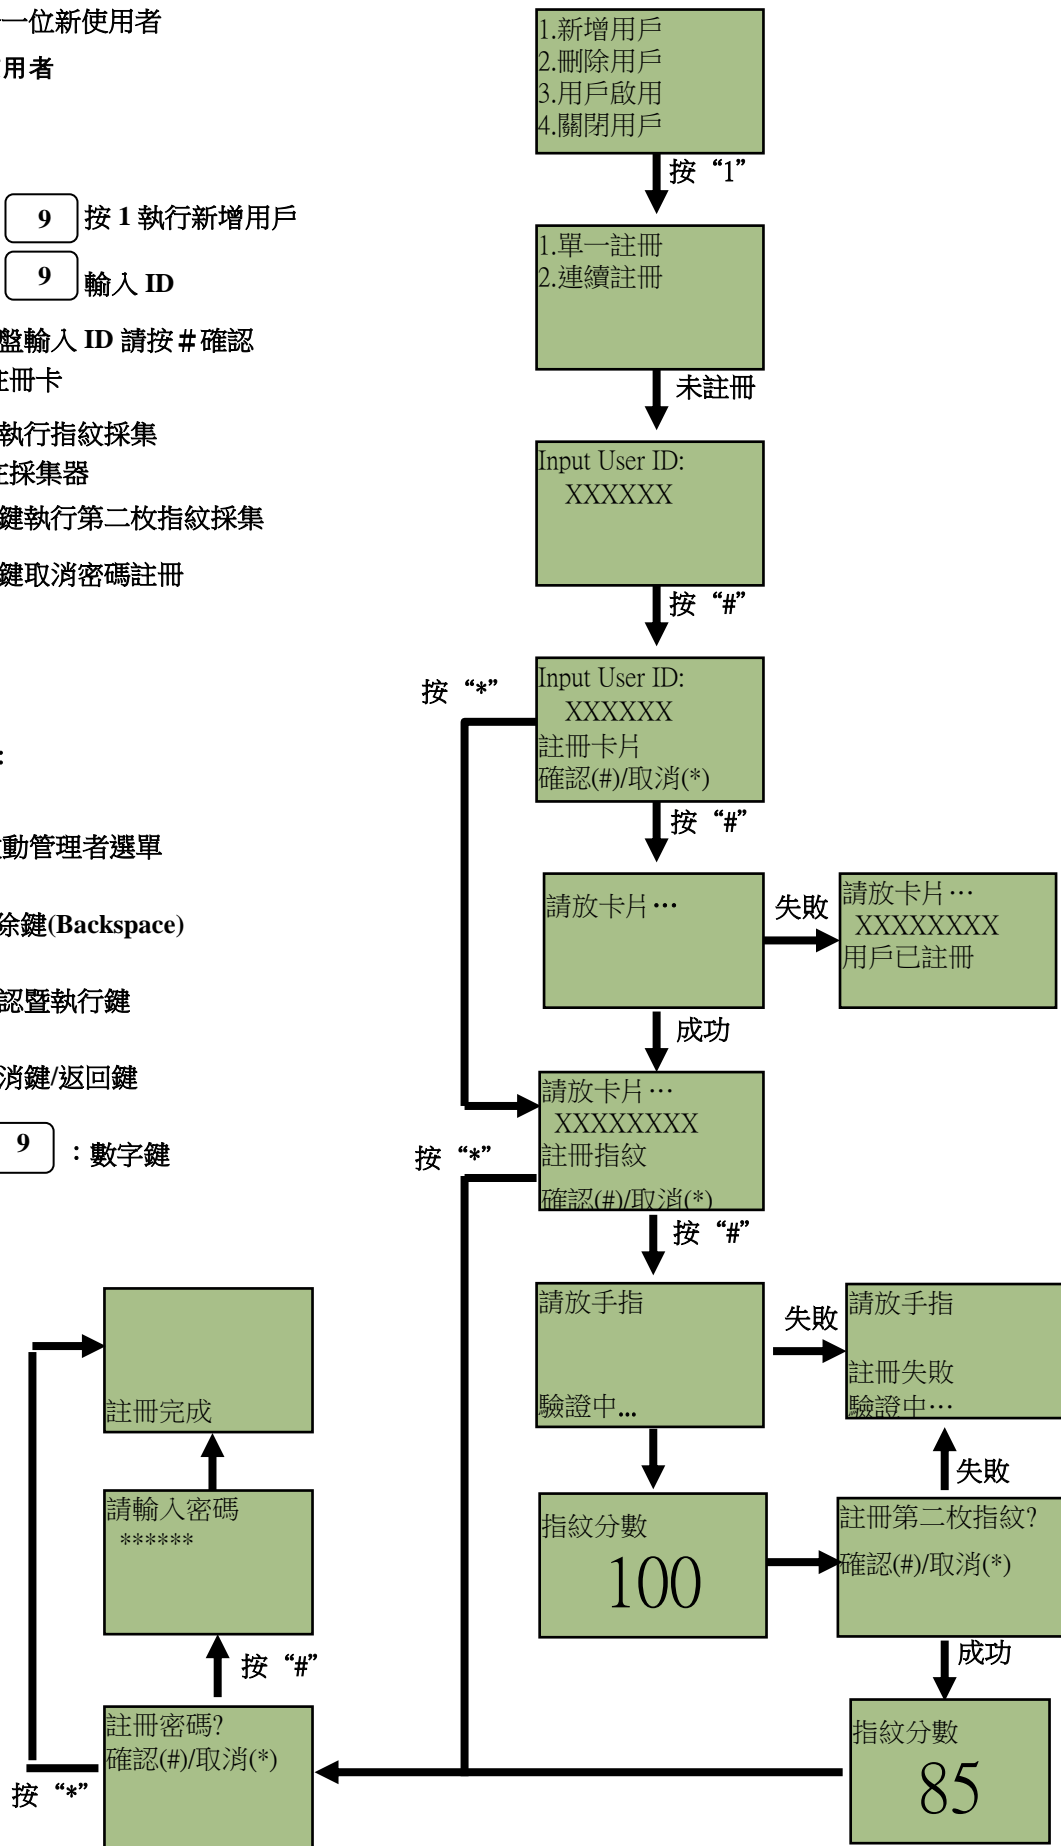 一位新使用者
用者
1.新增用戶
2.刪除用戶
3.用戶啟用
4.關閉用戶
按“1”
9 按 1 執行新增用戶
9 輸入 ID
盤輸入 ID 請按＃確認
註冊卡
執行指紋採集
在採集器
鍵執行第二枚指紋採集
鍵取消密碼註冊
1.單一註冊
2.連續註冊
未註冊
Input User ID:
XXXXXX
按“#”
按“*”
Input User ID:
XXXXXX
註冊卡片
確認(#)/取消(*)
按“#”
:
動管理者選單
除鍵(Backspace)
認暨執行鍵
消鍵/返回鍵
9 ：數字鍵
請放卡片…
失敗
請放卡片…
XXXXXXXX
用戶已註冊
成功
請放卡片…
XXXXXXXX
註冊指紋
確認(#)/取消(*)
按“*”
按“#”
請放手指
驗證中...
失敗
請放手指
註冊失敗
驗證中…
失敗
指紋分數
100
註冊第二枚指紋?
確認(#)/取消(*)
成功
指紋分數
85
註冊完成
請輸入密碼
******
按“#”
註冊密碼?
確認(#)/取消(*)
按“*”